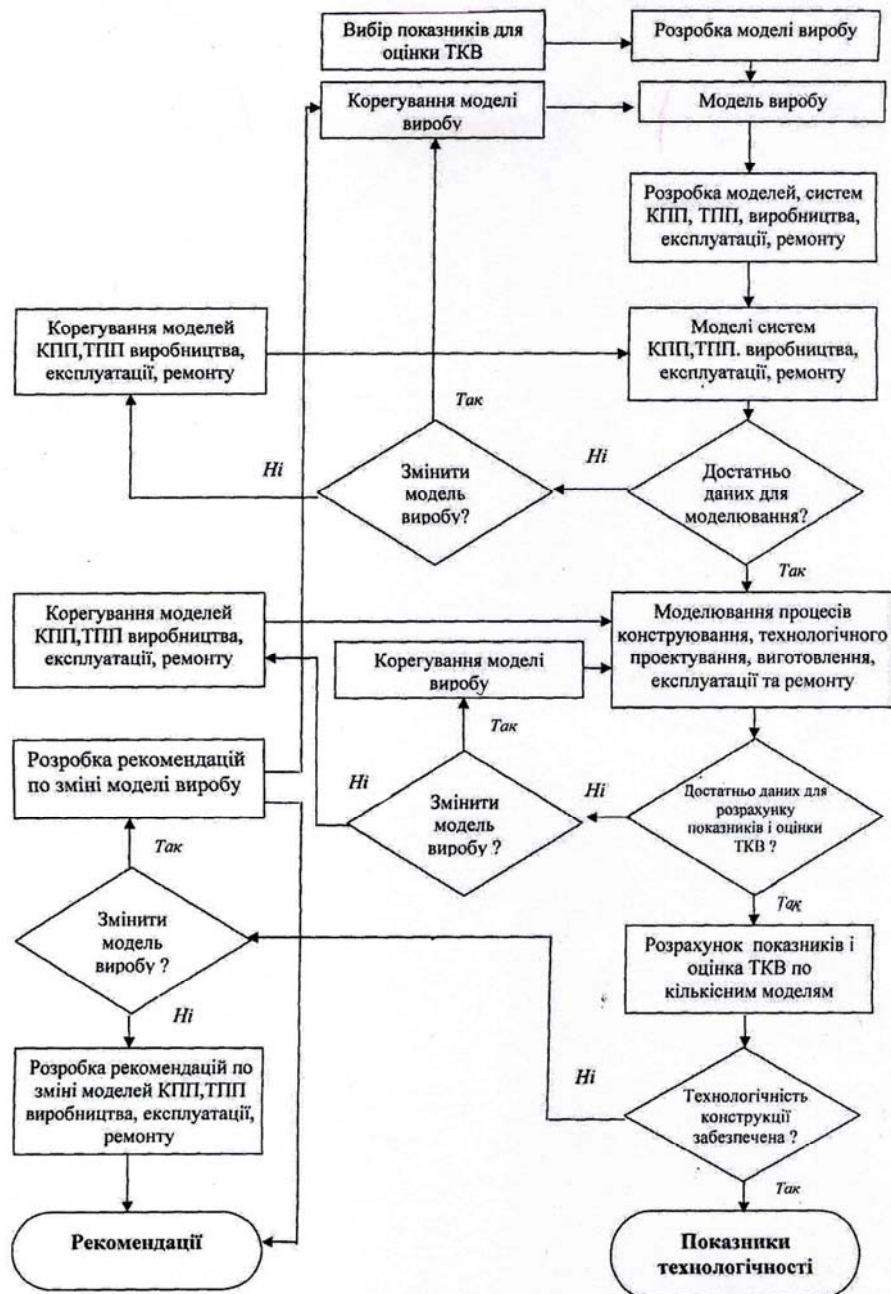 Вибір показників для
оцінки ТКВ
Розробка моделі виробу
Корегування моделі
виробу
Модель виробу
Розробка моделей, систем
КПП, ТПП, виробництва,
експлуатації, ремонту
Корегування моделей
КПП,ТПП виробництва,
експлуатації, ремонту
Моделі систем
КПП,ТПП. виробництва,
експлуатації, ремонту
Так
Ні
Змінити
модель
виробу?
Ні
Достатньо
даних для
моделювання?
Так
Корегування моделей
КПП,ТПП виробництва,
експлуатації, ремонту
Моделювання процесів
конструювання, технологічного
проектування, виготовлення,
експлуатації та ремонту
Корегування моделі
виробу
Так
Розробка рекомендацій
по зміні моделі виробу
Ні
Змінити
модель
виробу ?
Ні
Достатньо даних для
розрахунку
показників і оцінки
ТКВ ?
Так
Так
Змінити
модель
виробу ?
Розрахунок показників і
оцінка ТКВ по
кількісним моделям
Ні
Розробка рекомендацій по
зміні моделей КПП,ТПП
виробництва, експлуатації,
ремонту
Ні
Технологічність
конструкції
забезпечена ?
Так
Рекомендації
Показники
технологічності